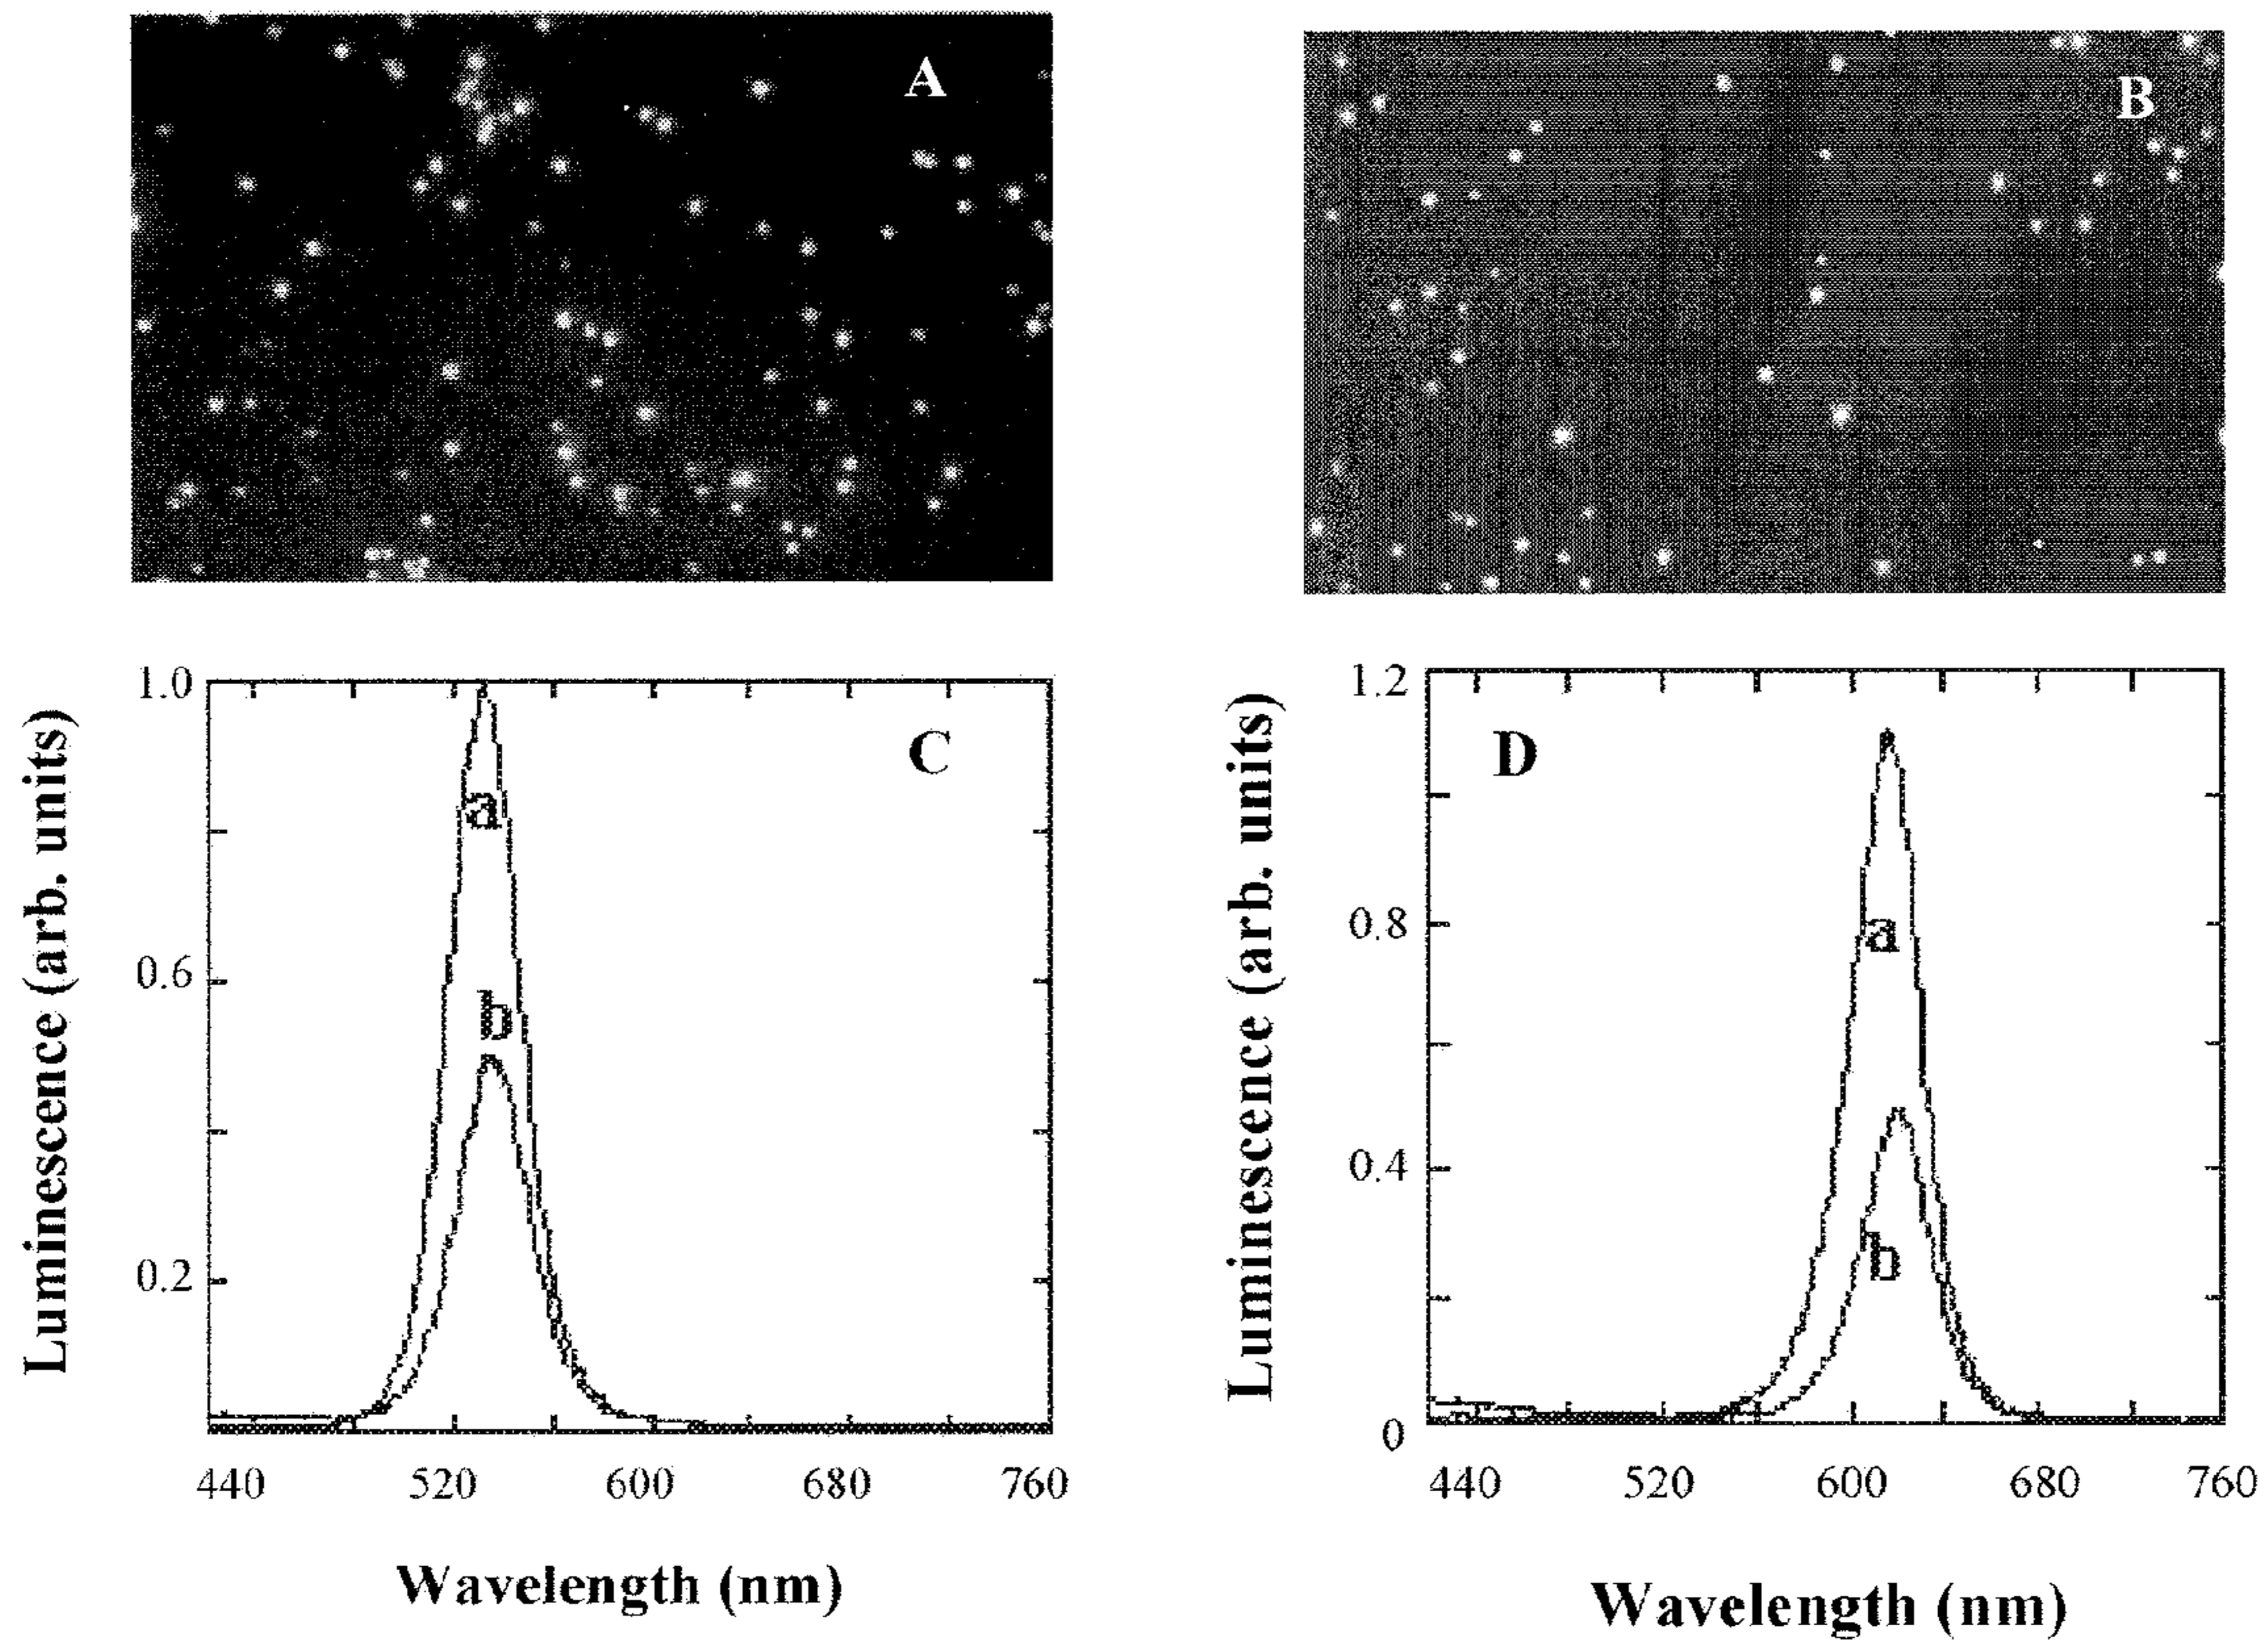 A
B
Luminescence (arb. units)
1.0
0.6
0.2
C
a
b
440 520 600 680 760
Wavelength (nm)
Luminescence (arb. units)
1.2
0.8
0.4
0
D
a
b
440 520 600 680 760
Wavelength (nm)